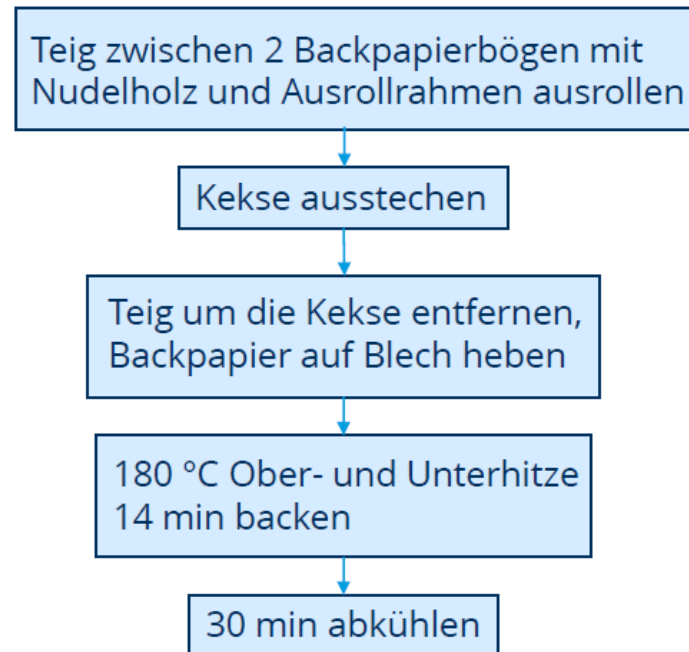 Teig zwischen 2 Backpapierbögen mit
Nudelholz und Ausrollrahmen ausrollen
Kekse ausstechen
Teig um die Kekse entfernen,
Backpapier auf Blech heben
180 °C Ober- und Unterhitze
14 min backen
30 min abkühlen